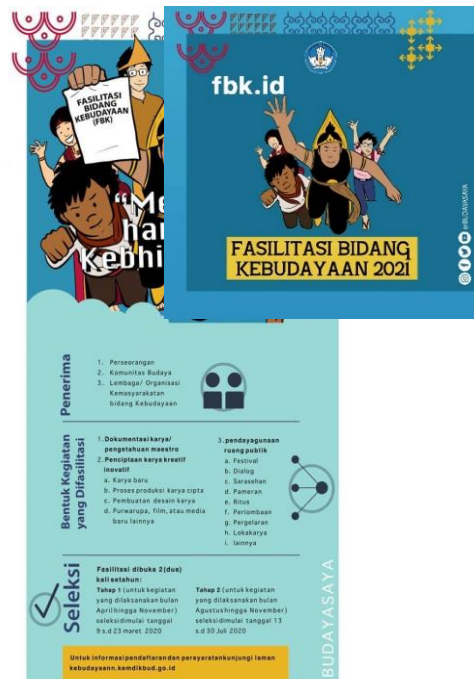 FASILITASI
BIDANG
KEBUDAYAAN
(FBK)
fbk.id
FASILITASI BIDANG
KEBUDAYAAN 2021
@BUDAYASAYA
"Me
har
Kebhi
Penerima
1. Perseorangan
2. Komunitas Budaya
3. Lembaga/ Organisasi
Kemasyarakatan
bidang Kebudayaan
Bentuk Kegiatan
yang Difasilitasi
1. Dokumentasi karya/
pengetahuan maestro
2. Penciptaan karya kreatif
inovatif
a. Karya baru
b. Proses produksi karya cipta
c. Pembuatan desain karya
d. Purwarupa, film, atau media
baru lainnya
3. pendayagunaan
ruang publik
a. Festival
b. Dialog
c. Sarasehan
d. Pameran
e. Ritus
f. Perlombaan
g. Pergelaran
h. Lokakarya
i. lainnya
Seleksi
Fasilitasi dibuka 2 (dua)
kali setahun:
Tahap 1 (untuk kegiatan
yang dilaksanakan bulan
April hingga November)
seleksi dimulai tanggal
9 s.d 23 maret 2020
Tahap 2 (untuk kegiatan
yang dilaksanakan bulan
Agustus hingga November)
seleksi dimulai tanggal 13
s.d 30 Juli 2020
Untuk informasi pendaftaran dan persyaratan kunjungi laman
kebudayaann.kemdikbud.go.id
BUDAYASAYA